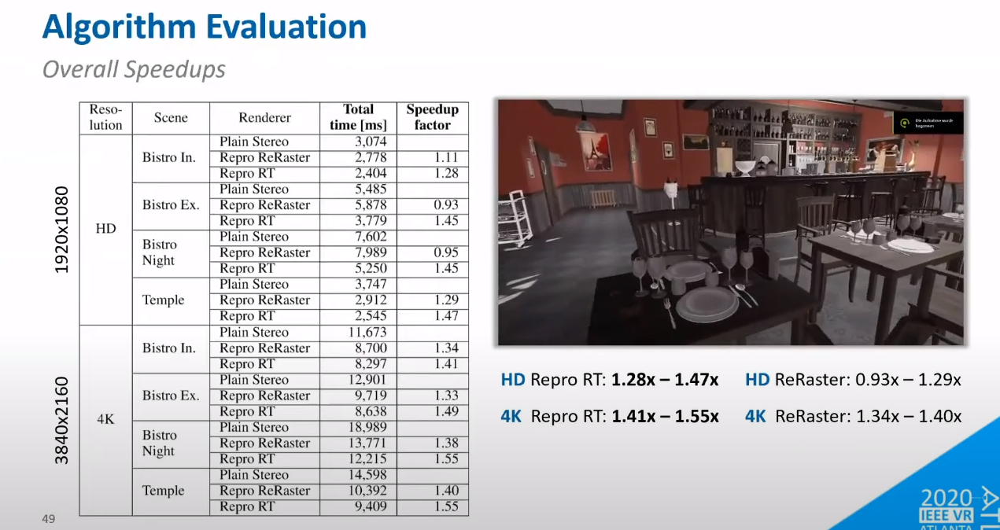 Algorithm Evaluation
Overall Speedups
Reso-
lution
Scene
Renderer
Total
time [ms]
Speedup
factor
1920x1080
HD
Bistro In.
Plain Stereo 3,074
Repro ReRaster 2,778 1.11
Repro RT 2,404 1.28
Bistro Ex.
Plain Stereo 5,485
Repro ReRaster 5,878 0.93
Repro RT 3,779 1.45
Bistro
Night
Plain Stereo 7,602
Repro ReRaster 7,989 0.95
Repro RT 5,250 1.45
Temple
Plain Stereo 3,747
Repro ReRaster 2,912 1.29
Repro RT 2,545 1.47
3840x2160
4K
Bistro In.
Plain Stereo 11,673
Repro ReRaster 8,700 1.34
Repro RT 8,297 1.41
Bistro Ex.
Plain Stereo 12,901
Repro ReRaster 9,719 1.33
Repro RT 8,638 1.49
Bistro
Night
Plain Stereo 18,989
Repro ReRaster 13,771 1.38
Repro RT 12,215 1.55
Temple
Plain Stereo 14,598
Repro ReRaster 10,392 1.40
Repro RT 9,409 1.55
Die Aufnahme wurde
begonnen
HD Repro RT: 1.28x – 1.47x
HD ReRaster: 0.93x – 1.29x
4K Repro RT: 1.41x – 1.55x
4K ReRaster: 1.34x – 1.40x
49
2020
IEEE VR
ATLANTA
ATL